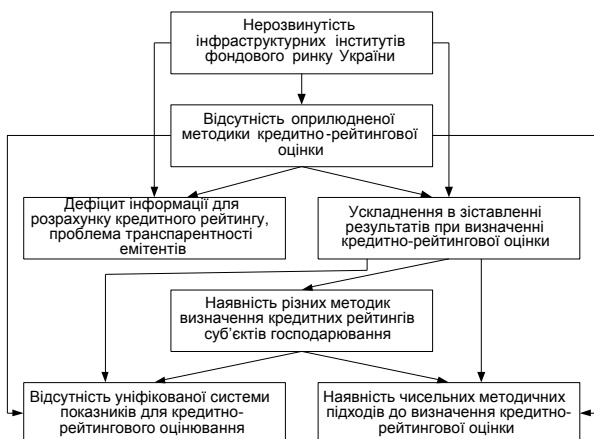 Нерозвинутість
інфраструктурних інститутів
фондового ринку України
Відсутність оприлюдненої
методики кредитно-рейтингової
оцінки
Дефіцит інформації для
розрахунку кредитного рейтингу,
проблема транспарентності
емітентів
Ускладнення в зіставленні
результатів при визначенні
кредитно-рейтингової оцінки
Наявність різних методик
визначення кредитних рейтингів
суб’єктів господарювання
Відсутність уніфікованої системи
показників для кредитно-
рейтингового оцінювання
Наявність чисельних методичних
підходів до визначення кредитно-
рейтингової оцінки